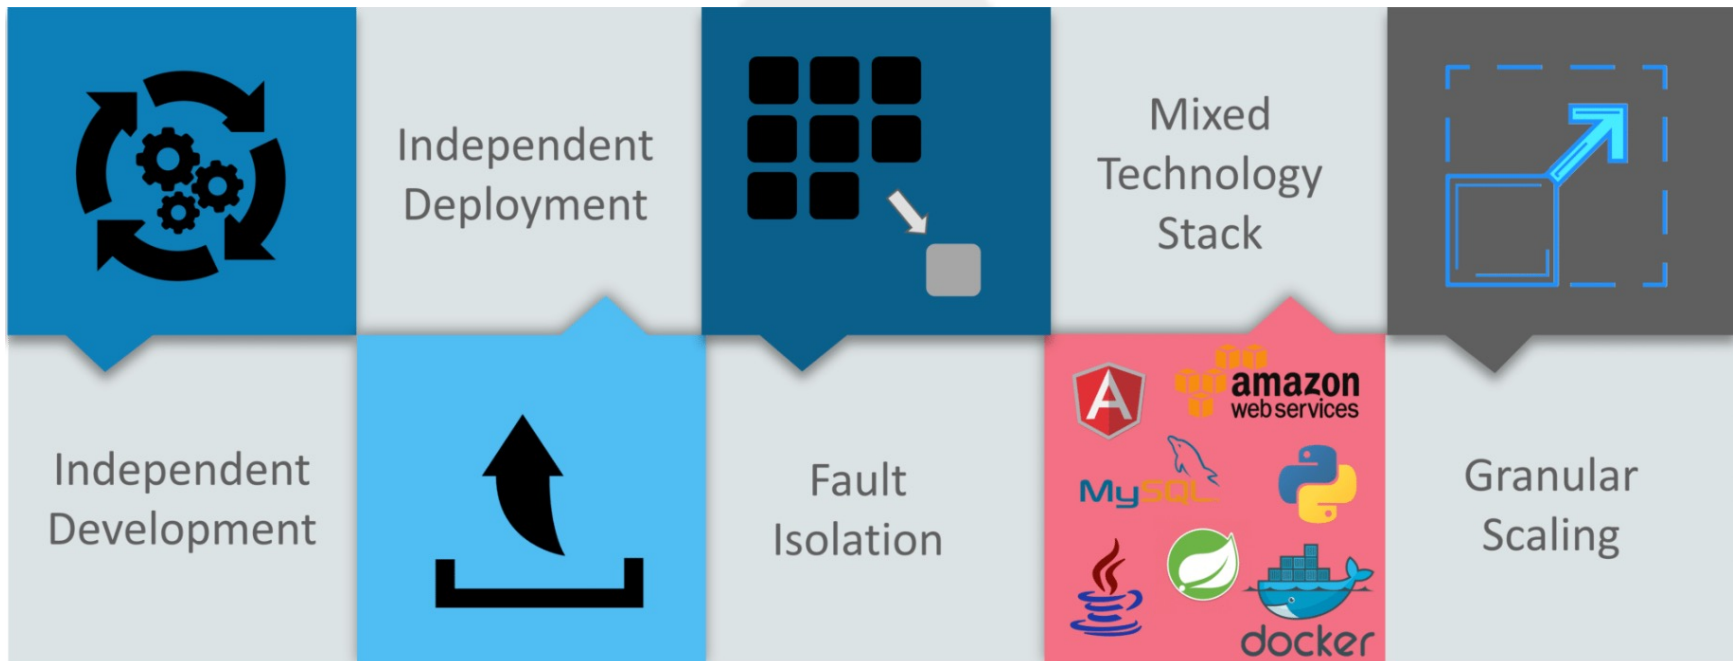 Independent
Development
Independent
Deployment
Fault
Isolation
Mixed
Technology
Stack
A
amazon
web services
MySQL
docker
Granular
Scaling